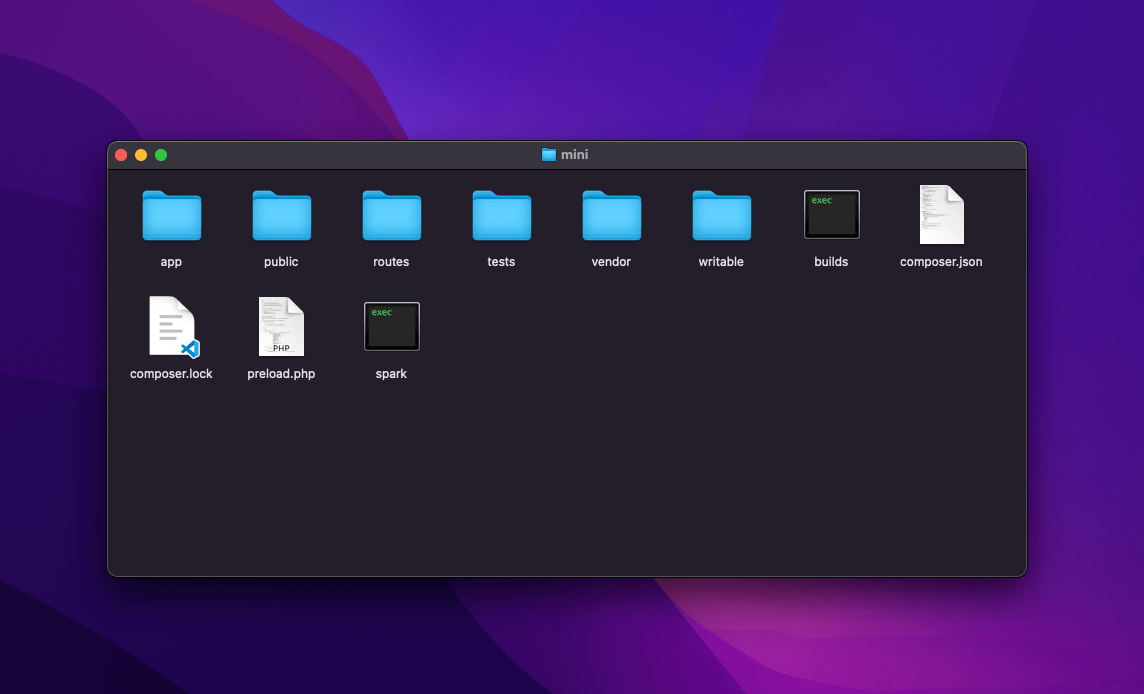 mini
exec
app
public
routes
tests
vendor
writable
builds
composer.json
PHP
exec
composer.lock
preload.php
spark